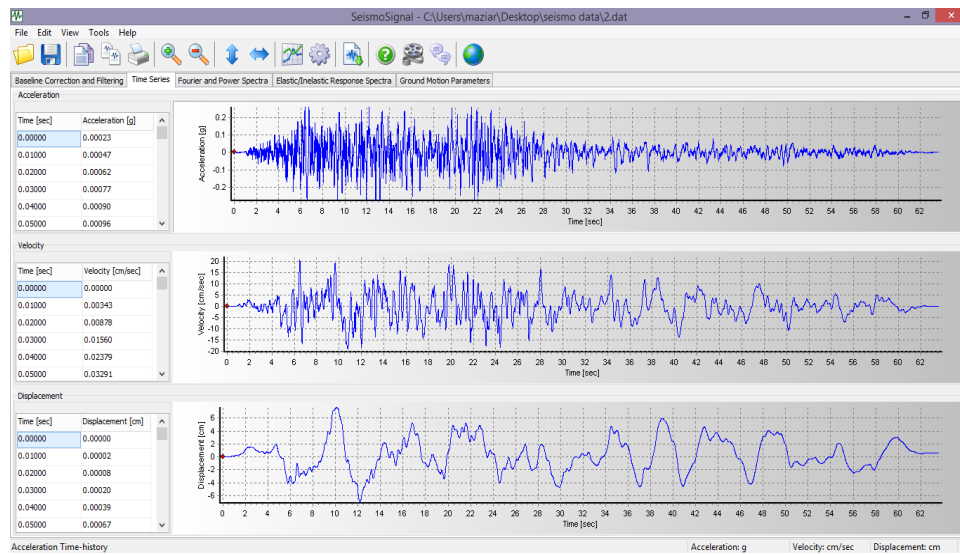 SeismoSignal - C:\Users\maziar\Desktop\seismo data\2.dat
File Edit View Tools Help
Baseline Correction and Filtering Time Series Fourier and Power Spectra Elastic/Inelastic Response Spectra Ground Motion Parameters
Acceleration
Time [sec] Acceleration [g]
0.00000 0.00023
0.01000 0.00047
0.02000 0.00062
0.03000 0.00077
0.04000 0.00090
0.05000 0.00096
Acceleration [g]
0.2
0.1
0
-0.1
-0.2
0 2 4 6 8 10 12 14 16 18 20 22 24 26 28 30 32 34 36 38 40 42 44 46 48 50 52 54 56 58 60 62
Time [sec]
Velocity
Time [sec] Velocity [cm/sec]
0.00000 0.00000
0.01000 0.00343
0.02000 0.00878
0.03000 0.01560
0.04000 0.02379
0.05000 0.03291
Velocity [cm/sec]
20
15
10
5
0
-5
-10
-15
-20
0 2 4 6 8 10 12 14 16 18 20 22 24 26 28 30 32 34 36 38 40 42 44 46 48 50 52 54 56 58 60 62
Time [sec]
Displacement
Time [sec] Displacement [cm]
0.00000 0.00000
0.01000 0.00002
0.02000 0.00008
0.03000 0.00020
0.04000 0.00039
0.05000 0.00067
Displacement [cm]
6
4
2
0
-2
-4
-6
0 2 4 6 8 10 12 14 16 18 20 22 24 26 28 30 32 34 36 38 40 42 44 46 48 50 52 54 56 58 60 62
Time [sec]
Acceleration Time-history Acceleration: g Velocity: cm/sec Displacement: cm